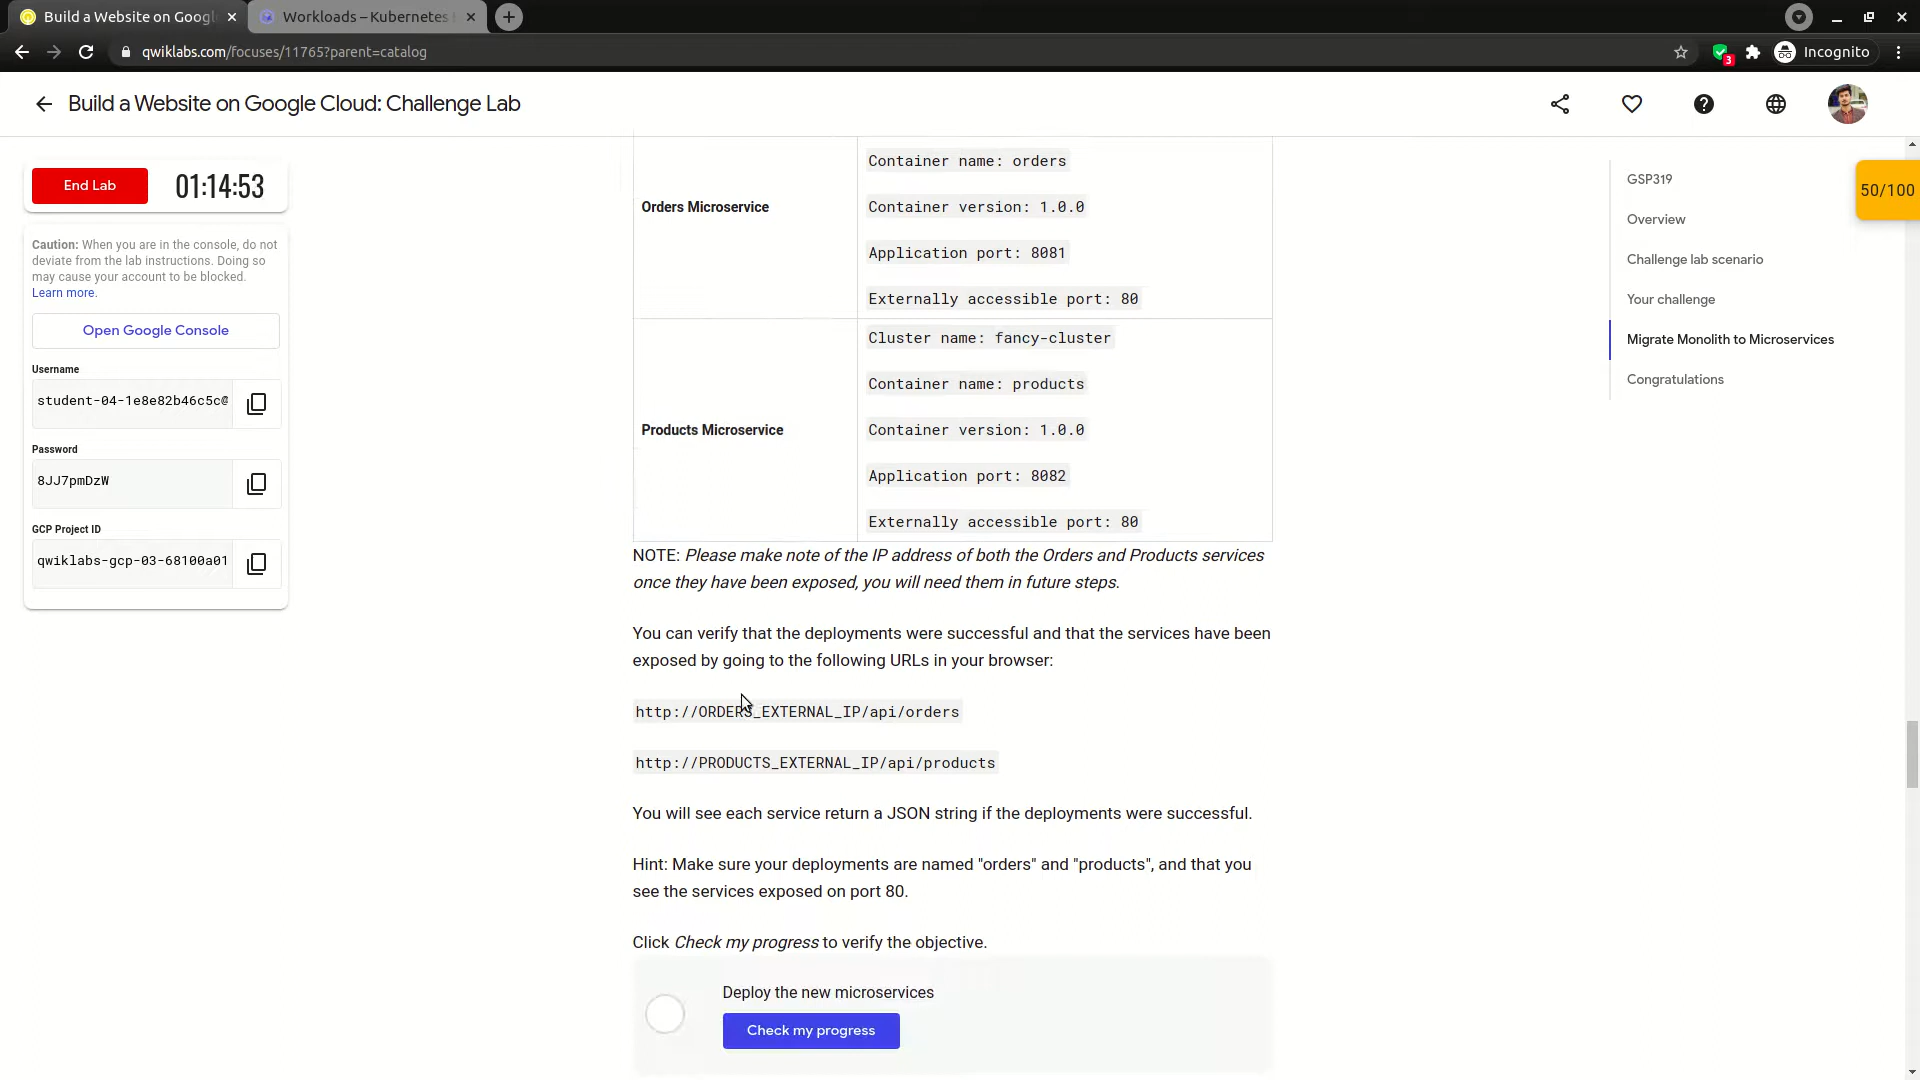 Build a Website on Googl
Workloads – Kubernetes
qwiklabs.com/focuses/11765?parent=catalog
3
Incognito
Build a Website on Google Cloud: Challenge Lab
End Lab
01:14:53
Caution: When you are in the console, do not
deviate from the lab instructions. Doing so
may cause your account to be blocked.
Learn more.
Open Google Console
Username
student-04-1e8e82b46c5c@
Password
8JJ7pmDzW
GCP Project ID
qwiklabs-gcp-03-68100a01
Container name: orders
Orders Microservice
Container version: 1.0.0
Application port: 8081
Externally accessible port: 80
Cluster name: fancy-cluster
Container name: products
Products Microservice
Container version: 1.0.0
Application port: 8082
Externally accessible port: 80
NOTE: Please make note of the IP address of both the Orders and Products services
once they have been exposed, you will need them in future steps.
You can verify that the deployments were successful and that the services have been
exposed by going to the following URLs in your browser:
http://ORDERS_EXTERNAL_IP/api/orders
http://PRODUCTS_EXTERNAL_IP/api/products
You will see each service return a JSON string if the deployments were successful.
Hint: Make sure your deployments are named "orders" and "products", and that you
see the services exposed on port 80.
Click Check my progress to verify the objective.
Deploy the new microservices
Check my progress
GSP319
Overview
Challenge lab scenario
Your challenge
Migrate Monolith to Microservices
Congratulations
50/100